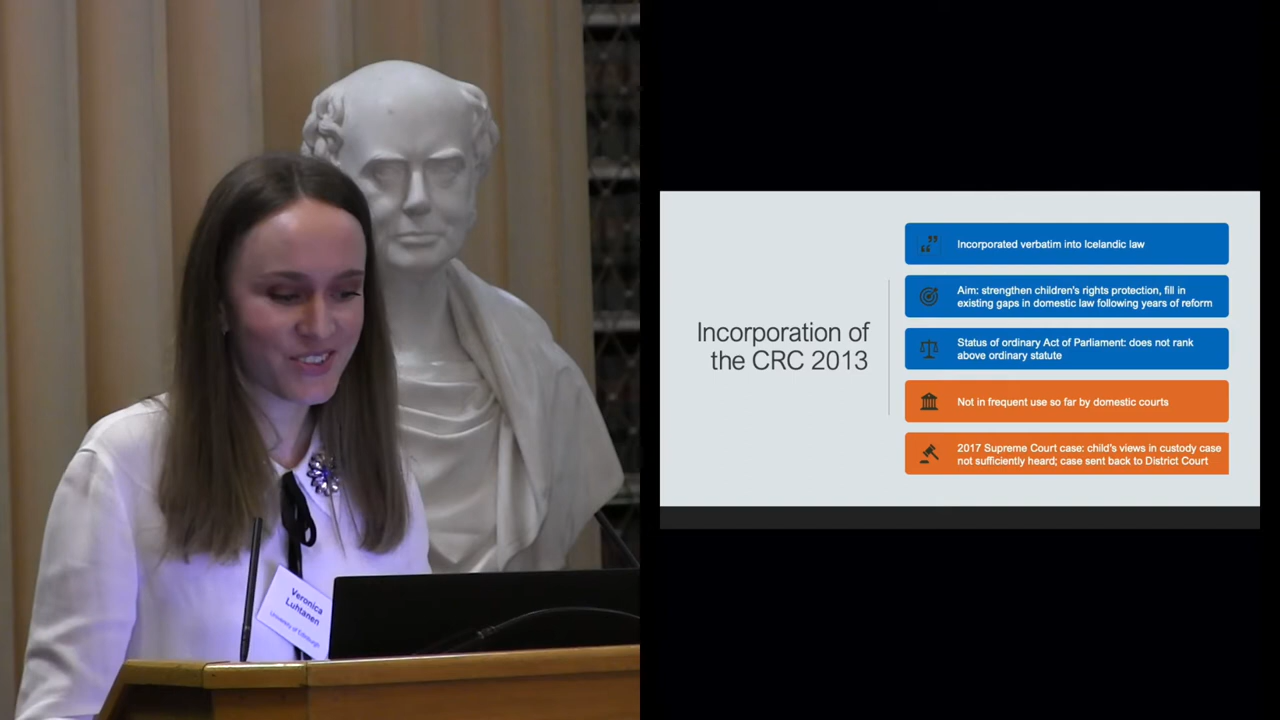 Veronica
Luhtanen
University of Edinburgh
Incorporation of
the CRC 2013
Incorporated verbatim into Icelandic law
Aim: strengthen children's rights protection, fill in
existing gaps in domestic law following years of reform
Status of ordinary Act of Parliament: does not rank
above ordinary statute
Not in frequent use so far by domestic courts
2017 Supreme Court case: child's views in custody case
not sufficiently heard; case sent back to District Court